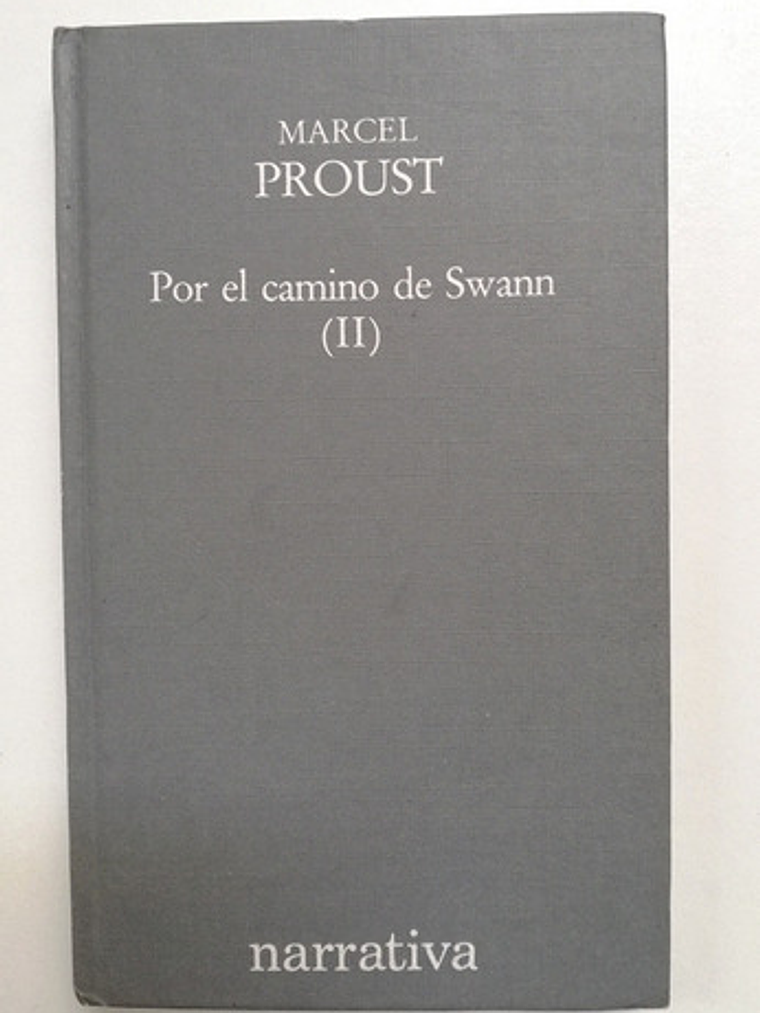 MARCEL
PROUST
Por el camino de Swann
(II)
narrativa